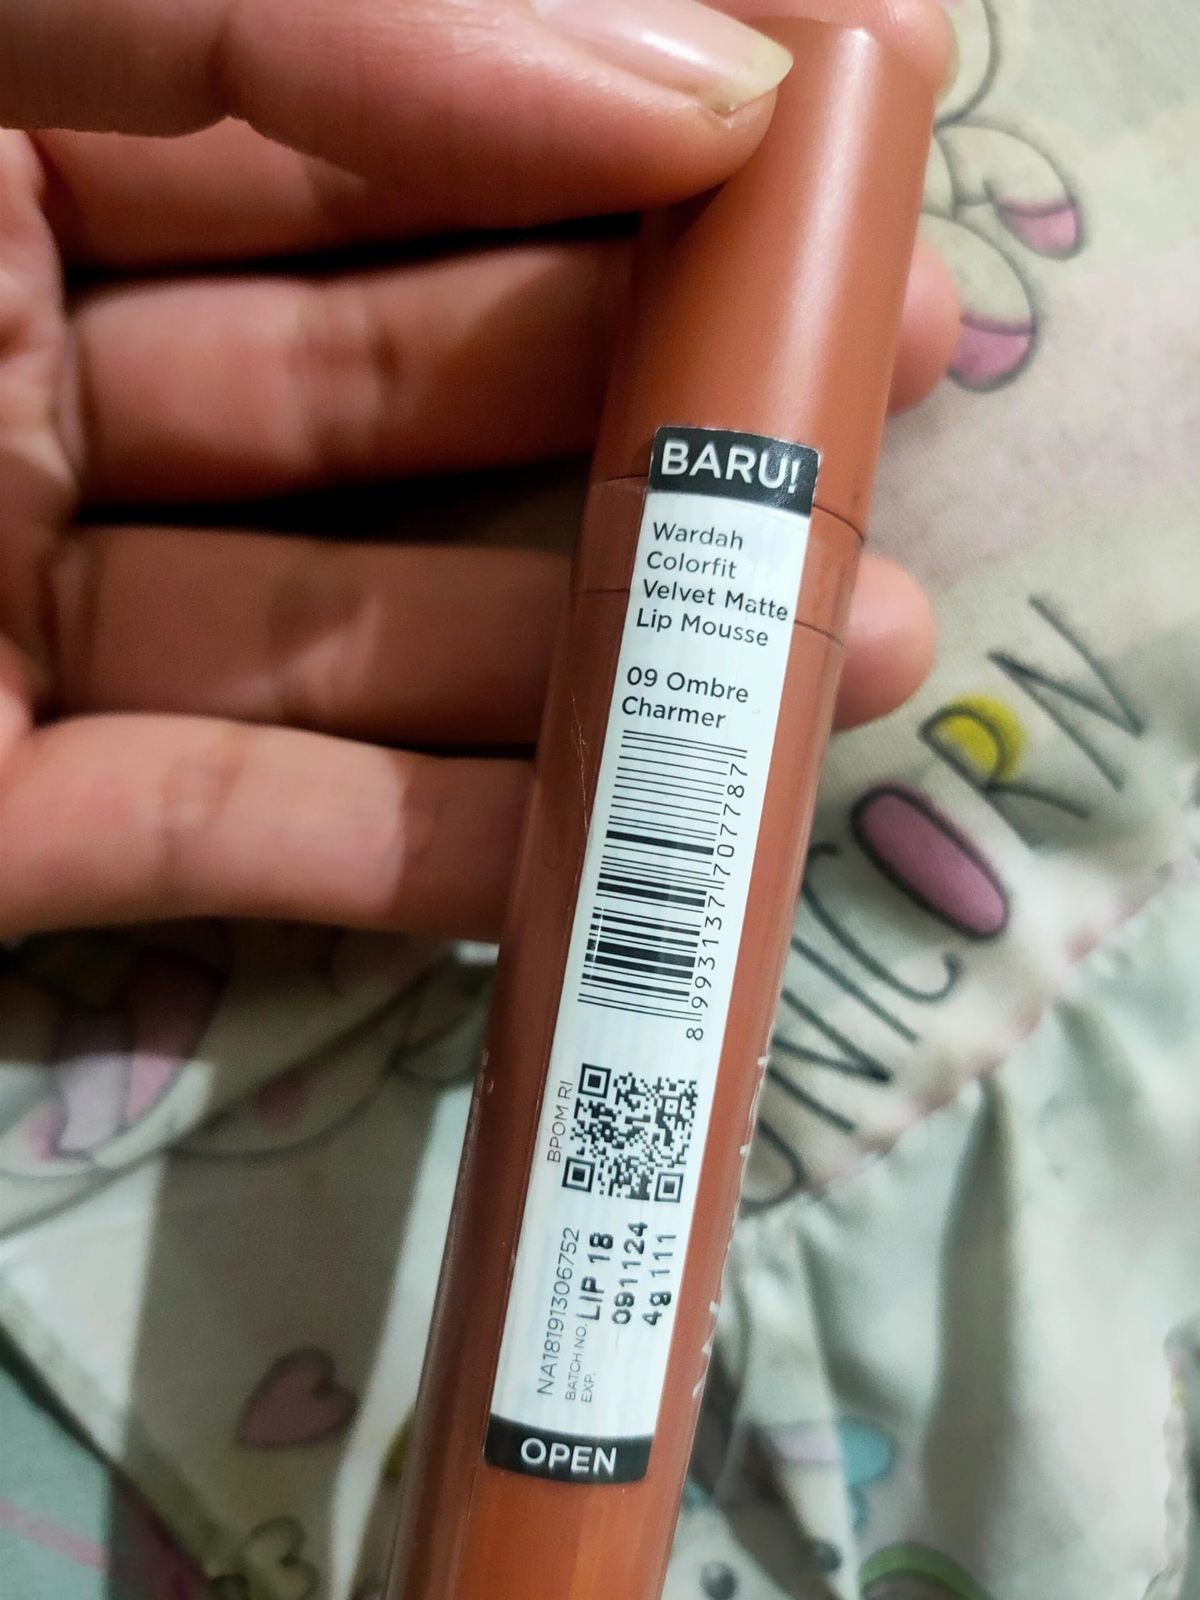 BARU!
Wardah
Colorfit
Velvet Matte
Lip Mousse
09 Ombre
Charmer
8 993137 707787
BPOM RI
NA18191306752
BATCH NO. LIP 18
EXP. 091124
49 111
OPEN
UNICORN